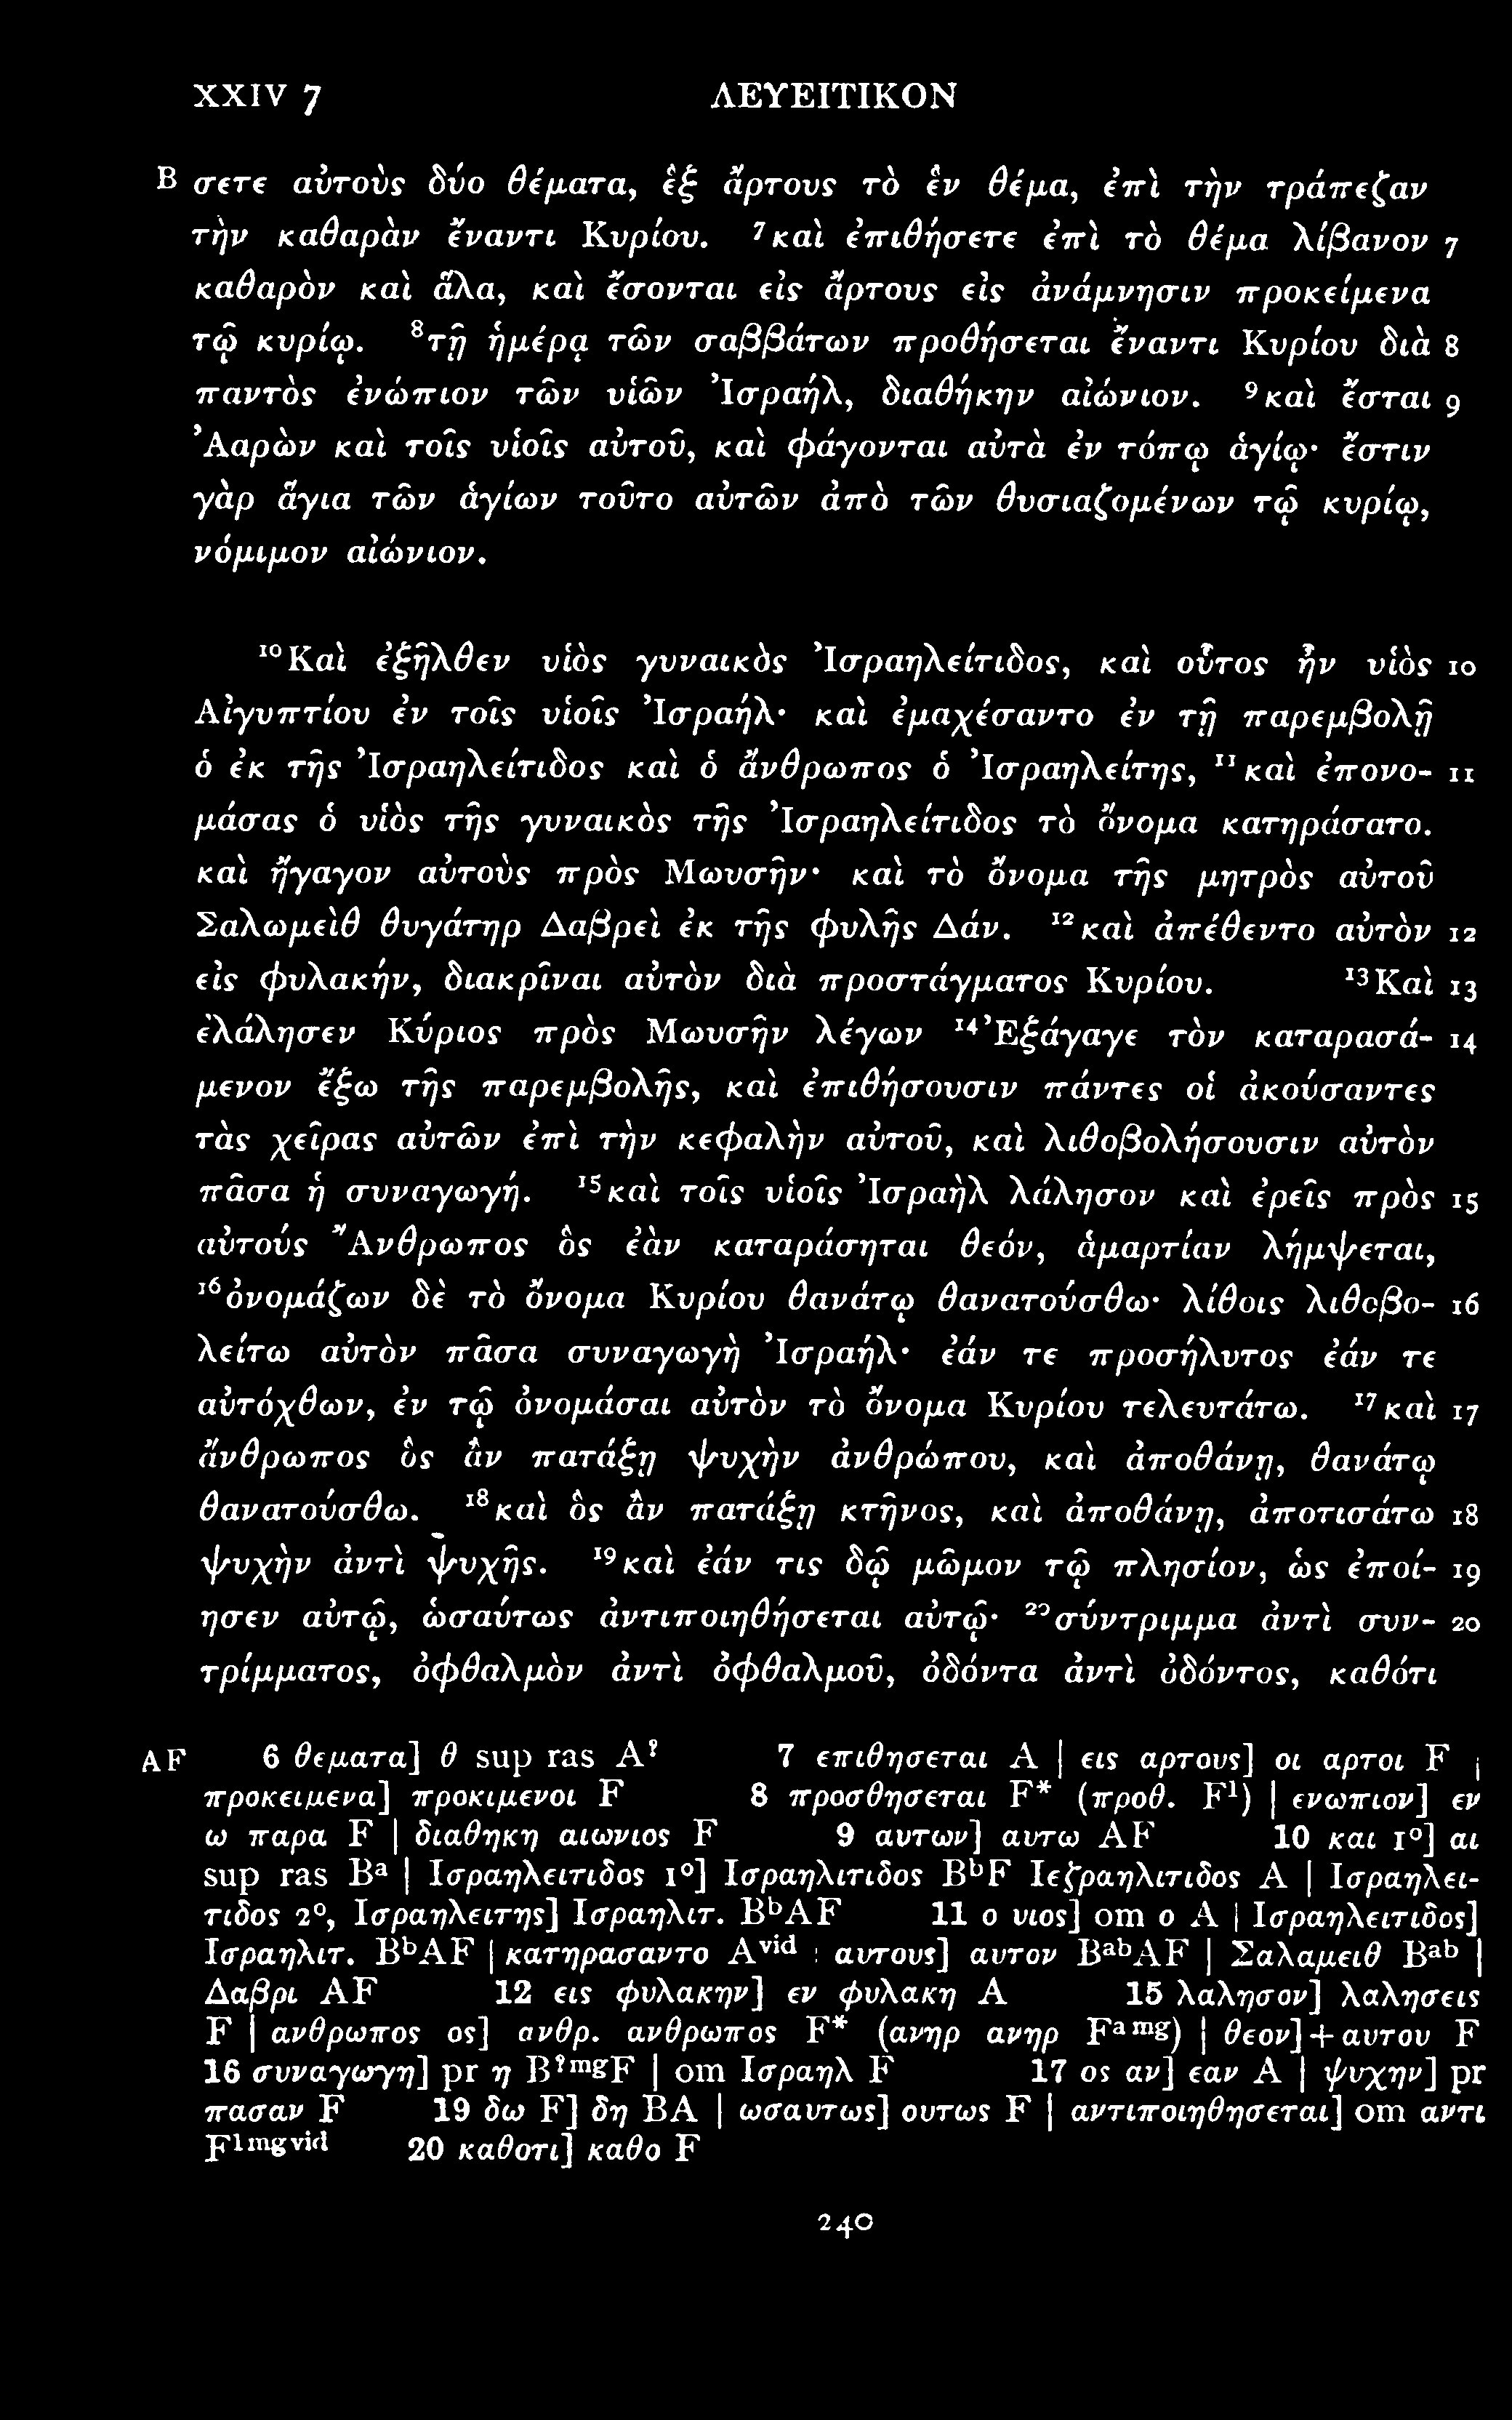 XXIV 7 ΛΕΥΕΙΤΙΚΟΝ
B σετε αὐτοὺς δύο θέματα, ἓξ ἄρτους τὸ ἓν θέμα, ἐπὶ τὴν τράπεζαν
τὴν καθαρὰν ἔναντι Κυρίου. ⁷καὶ ἐπιθήσετε ἐπὶ τὸ θέμα λίβανον 7
καθαρὸν καὶ ἅλα, καὶ ἔσονται εἰς ἄρτους εἰς ἀνάμνησιν προκείμενα
τῷ κυρίῳ. ⁸τῇ ἡμέρᾳ τῶν σαββάτων προθήσεται ἔναντι Κυρίου διὰ 8
παντὸς ἐνώπιον τῶν υἱῶν Ἰσραήλ, διαθήκην αἰώνιον. ⁹καὶ ἔσται 9
Ἀαρὼν καὶ τοῖς υἱοῖς αὐτοῦ, καὶ φάγονται αὐτὰ ἐν τόπῳ ἁγίῳ· ἔστιν
γὰρ ἅγια τῶν ἁγίων τοῦτο αὐτῶν ἀπὸ τῶν θυσιαζομένων τῷ κυρίῳ,
νόμιμον αἰώνιον.
¹⁰Καὶ ἐξῆλθεν υἱὸς γυναικὸς Ἰσραηλείτιδος, καὶ οὗτος ἦν υἱὸς 10
Αἰγυπτίου ἐν τοῖς υἱοῖς Ἰσραήλ· καὶ ἐμαχέσαντο ἐν τῇ παρεμβολῇ
ὁ ἐκ τῆς Ἰσραηλείτιδος καὶ ὁ ἄνθρωπος ὁ Ἰσραηλείτης, ¹¹καὶ ἐπονο- 11
μάσας ὁ υἱὸς τῆς γυναικὸς τῆς Ἰσραηλείτιδος τὸ ὄνομα κατηράσατο.
καὶ ἤγαγον αὐτοὺς πρὸς Μωυσῆν· καὶ τὸ ὄνομα τῆς μητρὸς αὐτοῦ
Σαλωμεὶθ θυγάτηρ Δαβρεὶ ἐκ τῆς φυλῆς Δάν. ¹²καὶ ἀπέθεντο αὐτὸν 12
εἰς φυλακήν, διακρῖναι αὐτὸν διὰ προστάγματος Κυρίου. ¹³Καὶ 13
ἐλάλησεν Κύριος πρὸς Μωυσῆν λέγων ¹⁴Ἐξάγαγε τὸν καταρασά- 14
μενον ἔξω τῆς παρεμβολῆς, καὶ ἐπιθήσουσιν πάντες οἱ ἀκούσαντες
τὰς χεῖρας αὐτῶν ἐπὶ τὴν κεφαλὴν αὐτοῦ, καὶ λιθοβολήσουσιν αὐτὸν
πᾶσα ἡ συναγωγή. ¹⁵καὶ τοῖς υἱοῖς Ἰσραὴλ λάλησον καὶ ἐρεῖς πρὸς 15
αὐτούς Ἄνθρωπος ὃς ἐὰν καταράσηται θεόν, ἁμαρτίαν λήμψεται,
¹⁶ὀνομάζων δὲ τὸ ὄνομα Κυρίου θανάτῳ θανατούσθω· λίθοις λιθοβο- 16
λείτω αὐτὸν πᾶσα συναγωγὴ Ἰσραήλ· ἐάν τε προσήλυτος ἐάν τε
αὐτόχθων, ἐν τῷ ὀνομάσαι αὐτὸν τὸ ὄνομα Κυρίου τελευτάτω. ¹⁷καὶ 17
ἄνθρωπος ὃς ἂν πατάξῃ ψυχὴν ἀνθρώπου, καὶ ἀποθάνῃ, θανάτῳ
θανατούσθω. ¹⁸καὶ ὃς ἂν πατάξῃ κτῆνος, καὶ ἀποθάνῃ, ἀποτισάτω 18
ψυχὴν ἀντὶ ψυχῆς. ¹⁹καὶ ἐάν τις δῷ μῶμον τῷ πλησίον, ὡς ἐποί- 19
ησεν αὐτῷ, ὡσαύτως ἀντιποιηθήσεται αὐτῷ· ²⁰σύντριμμα ἀντὶ συν- 20
τρίμματος, ὀφθαλμὸν ἀντὶ ὀφθαλμοῦ, ὀδόντα ἀντὶ ὀδόντος, καθότι
AF 6 θεματα] θ sup ras A? 7 επιθησεται A | εις αρτους] οι αρτοι F |
προκειμενα] προκιμενοι F 8 προσθησεται F* (προθ. F¹) | ενωπιον] εν
ω παρα F | διαθηκη αιωνιος F 9 αυτων] αυτω AF 10 και 1°] αι
sup ras Bᵃ | Ισραηλειτιδος 1°] Ισραηλιτιδος BᵇF Ιεζραηλιτιδος A | Ισραηλει-
τιδος 2°, Ισραηλειτης] Ισραηλιτ. BᵇAF 11 ο υιος] om ο A | Ισραηλειτιδος]
Ισραηλιτ. BᵇAF | κατηρασαντο Aᵛⁱᵈ | αυτους] αυτον BᵃᵇAF | Σαλαμειθ Bᵃᵇ |
Δαβρι AF 12 εις φυλακην] εν φυλακη A 15 λαλησον] λαλησεις
F | ανθρωπος ος] ανθρ. ανθρωπος F* (ανηρ ανηρ Fᵃ ᵐᵍ) | θεον]+αυτου F
16 συναγωγη] pr η B?ᵐᵍF | om Ισραηλ F 17 ος αν] εαν A | ψυχην] pr
πασαν F 19 δω F] δη BA | ωσαυτως] ουτως F | αντιποιηθησεται] om αντι
F¹ᵐᵍᵛⁱᵈ 20 καθοτι] καθο F
240